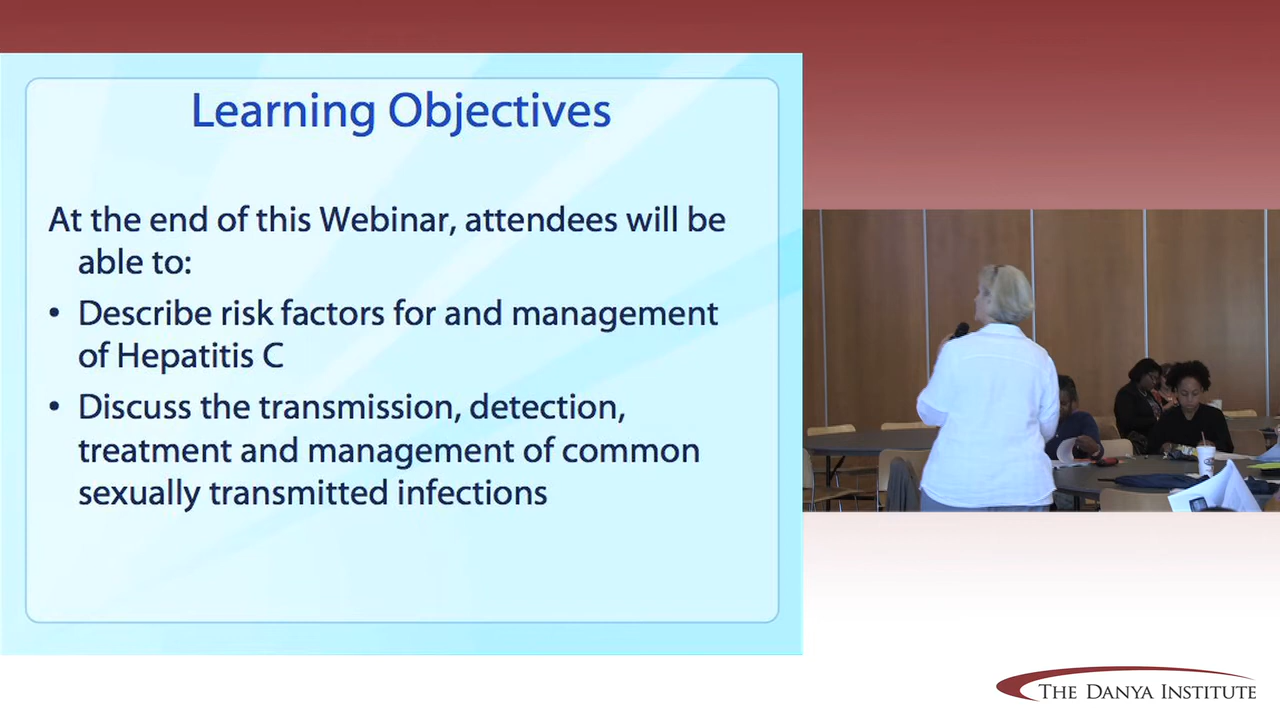 Learning Objectives
At the end of this Webinar, attendees will be
able to:
• Describe risk factors for and management
of Hepatitis C
• Discuss the transmission, detection,
treatment and management of common
sexually transmitted infections
THE DANYA INSTITUTE